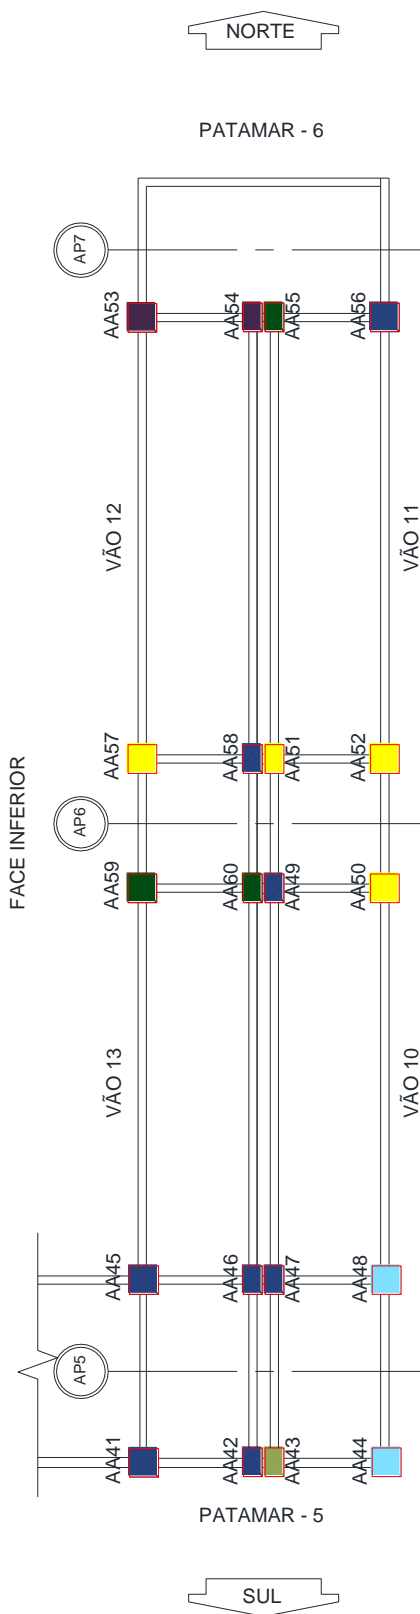 NORTE
PATAMAR - 6
AP7
AA53
AA54
AA55
AA56
VÃO 12
VÃO 11
FACE INFERIOR
AA57
AA58
AA51
AA52
AP6
AA59
AA60
AA49
AA50
VÃO 13
VÃO 10
AA45
AA46
AA47
AA48
AP5
AA41
AA42
AA43
AA44
PATAMAR - 5
SUL